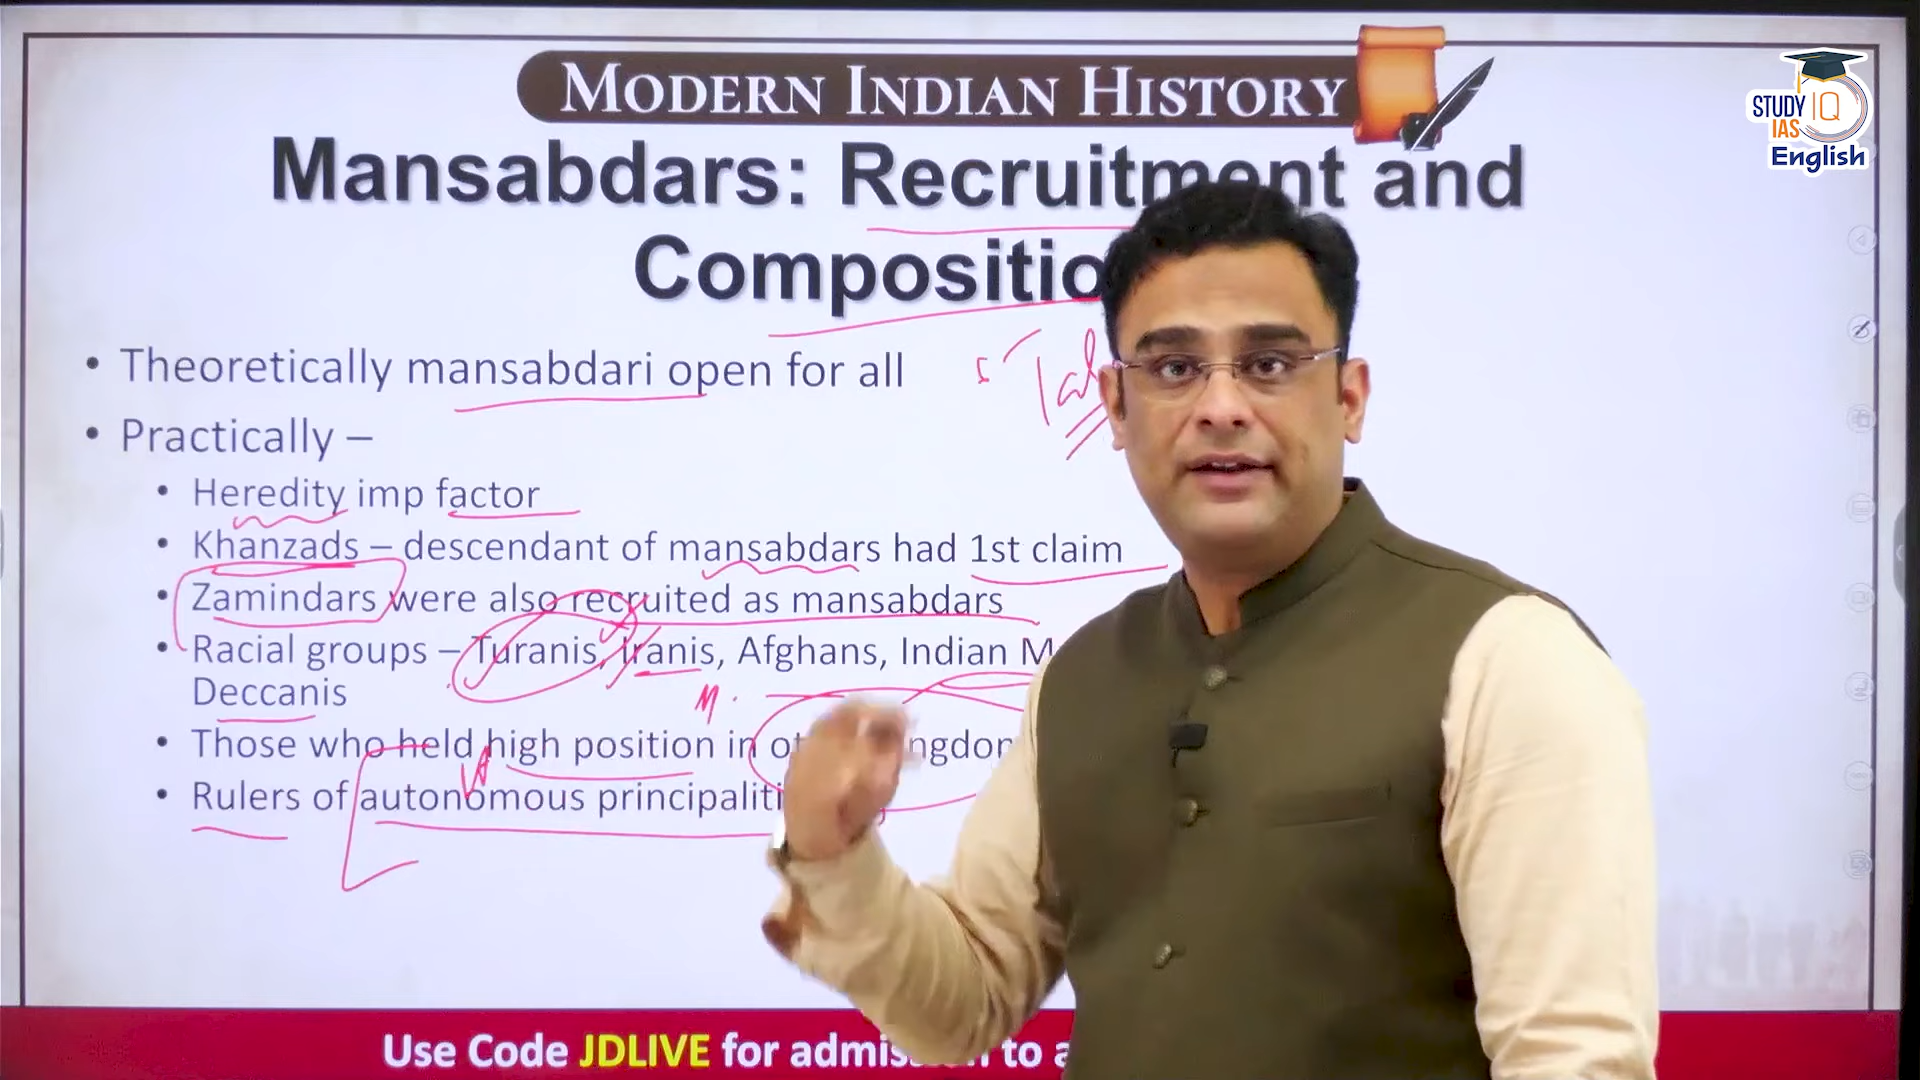 MODERN INDIAN HISTORY
STUDY IQ
IAS
English
Mansabdars: Recruitment and
Compositio
• Theoretically mansabdari open for all
• Practically –
• Heredity imp factor
• Khanzads – descendant of mansabdars had 1st claim
• Zamindars were also recruited as mansabdars
• Racial groups – Turanis, Iranis, Afghans, Indian M
Deccanis
M.
• Those who held high position in
• Rulers of autonomous principaliti
Use Code JDLIVE for to a